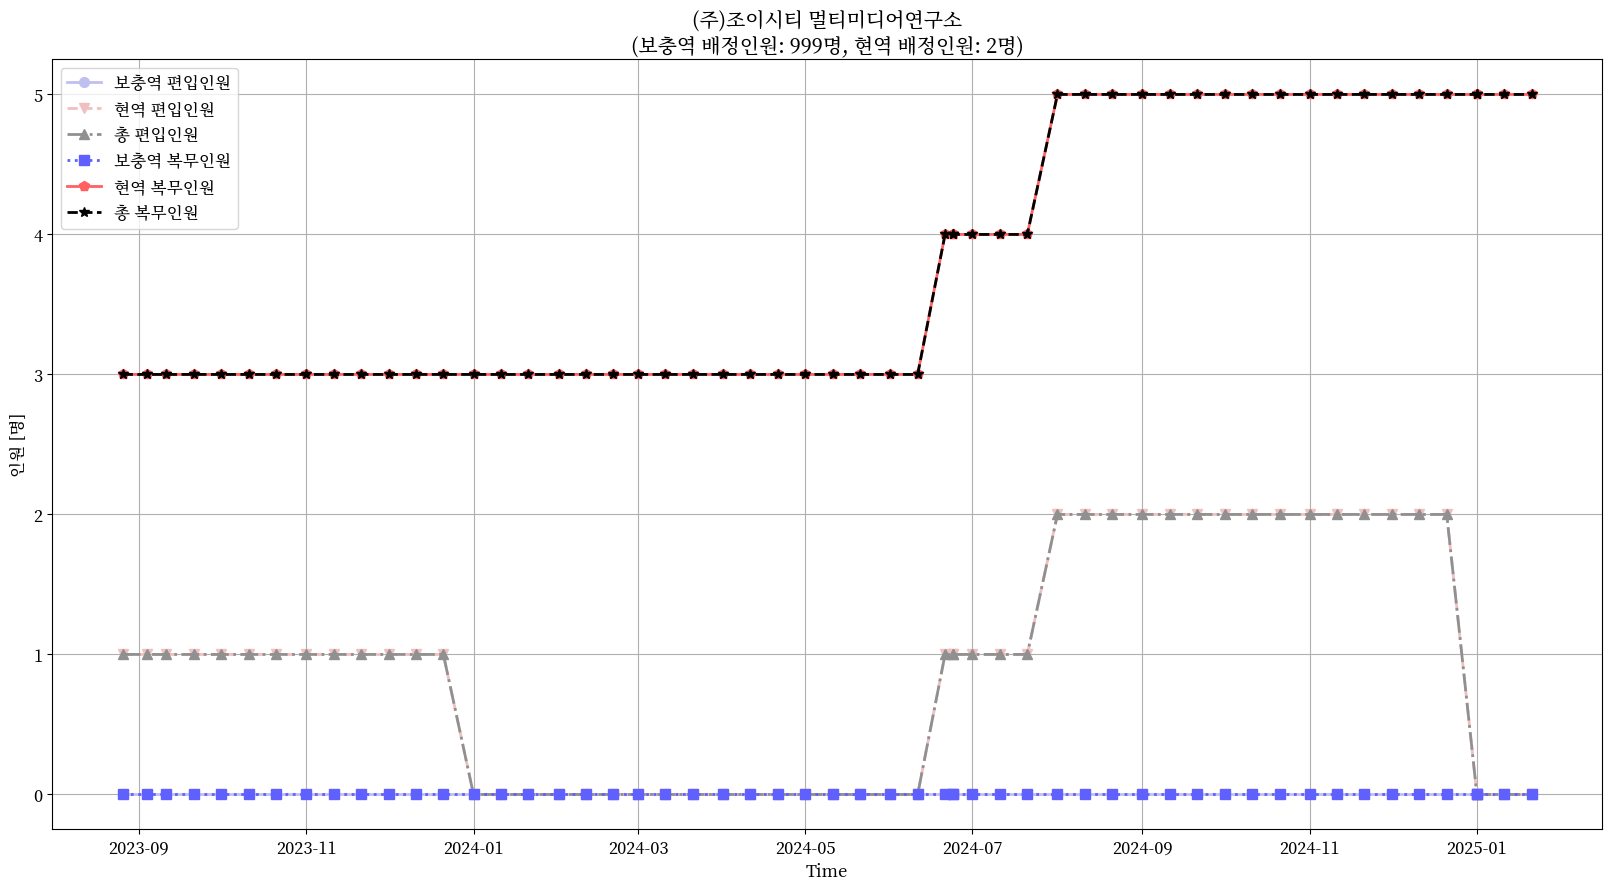 (주)조이시티 멀티미디어연구소
(보충역 배정인원: 999명, 현역 배정인원: 2명)
보충역 편입인원
현역 편입인원
총 편입인원
보충역 복무인원
현역 복무인원
총 복무인원
5
4
3
2
1
0
인원 [명]
2023-09
2023-11
2024-01
2024-03
2024-05
2024-07
2024-09
2024-11
2025-01
Time